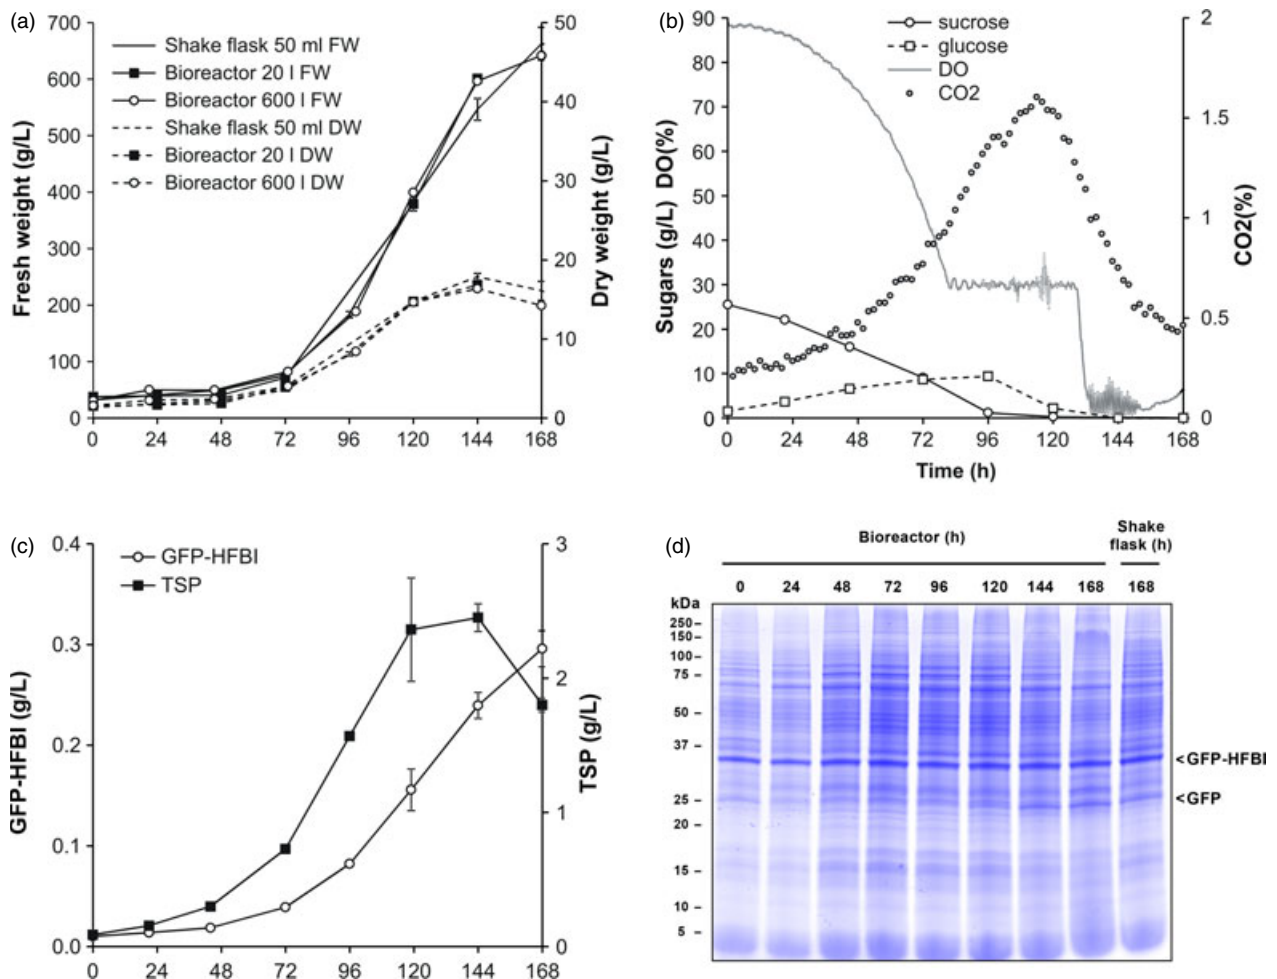 (a)
700
600
500
400
300
200
100
0
Fresh weight (g/L)
Shake flask 50 ml FW
Bioreactor 20 l FW
Bioreactor 600 l FW
Shake flask 50 ml DW
Bioreactor 20 l DW
Bioreactor 600 l DW
50
40
30
20
10
0
Dry weight (g/L)
0 24 48 72 96 120 144 168
(b)
90
80
70
60
50
40
30
20
10
0
Sugars (g/L) DO(%)
sucrose
glucose
DO
CO2
2
1.5
1
0.5
0
CO2(%)
0 24 48 72 96 120 144 168
Time (h)
(c)
0.4
0.3
0.2
0.1
0.0
GFP-HFBI (g/L)
GFP-HFBI
TSP
3
2
1
0
TSP (g/L)
0 24 48 72 96 120 144 168
(d)
Bioreactor (h)
Shake
flask (h)
0 24 48 72 96 120 144 168 168
kDa
250 –
150 –
100 –
75 –
50 –
37 –
25 –
20 –
15 –
10 –
5 –
<GFP-HFBI
<GFP